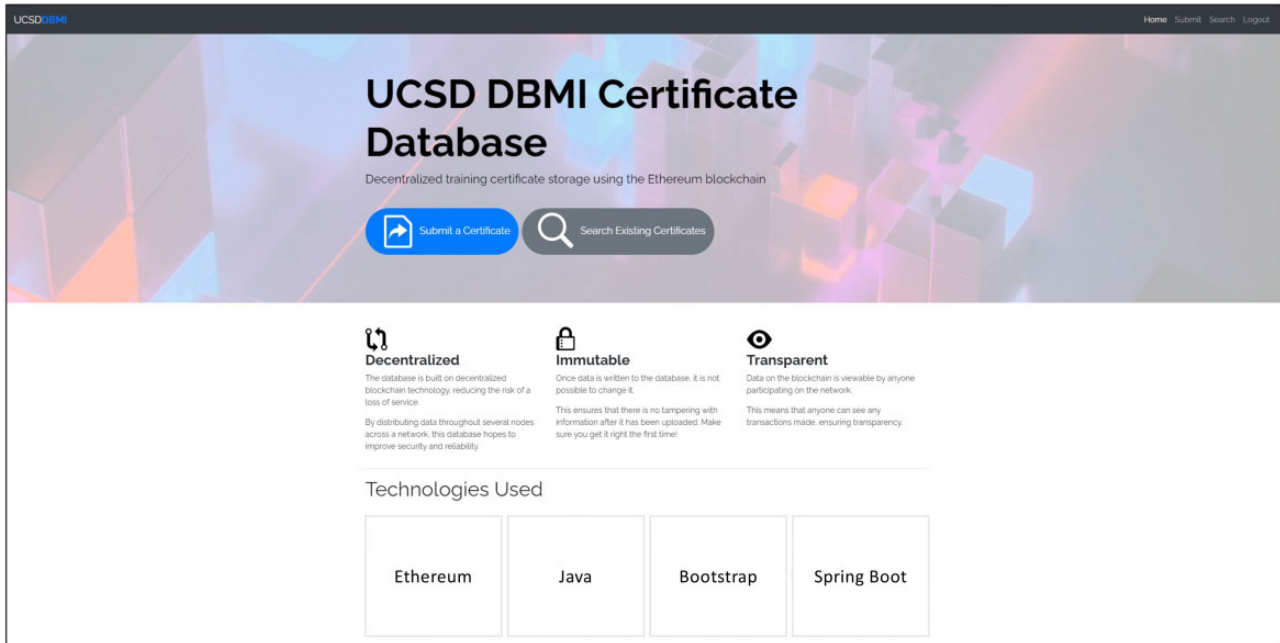 UCSDDBMI
Home Submit Search Logout
UCSD DBMI Certificate
Database
Decentralized training certificate storage using the Ethereum blockchain
Submit a Certificate
Search Existing Certificates
Decentralized
The database is built on decentralized
blockchain technology, reducing the risk of a
loss of service.
By distributing data throughout several nodes
across a network, this database hopes to
improve security and reliability.
Immutable
Once data is written to the database, it is not
possible to change it.
This ensures that there is no tampering with
information after it has been uploaded. Make
sure you get it right the first time!
Transparent
Data on the blockchain is viewable by anyone
participating on the network.
This means that anyone can see any
transactions made, ensuring transparency.
Technologies Used
Ethereum
Java
Bootstrap
Spring Boot